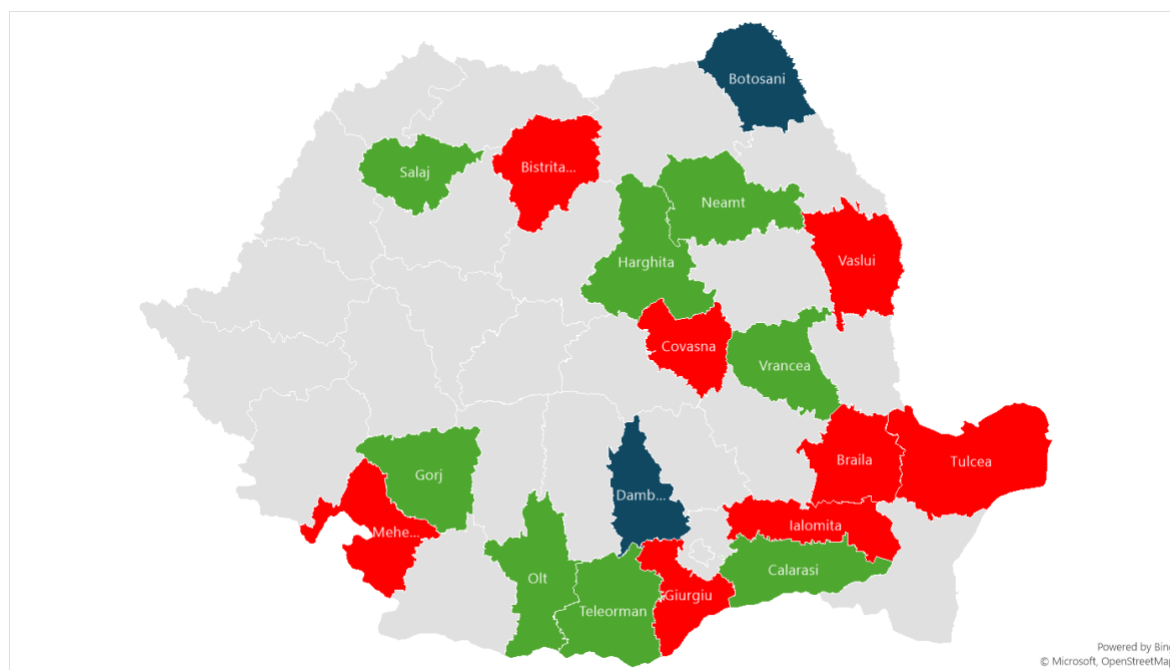 Botosani
Salaj
Bistrita...
Neamt
Harghita
Vaslui
Covasna
Vrancea
Gorj
Braila
Tulcea
Damb...
Mehe...
Ialomita
Calarasi
Olt
Giurgiu
Teleorman
Powered by Bing
© Microsoft, OpenStreetMap